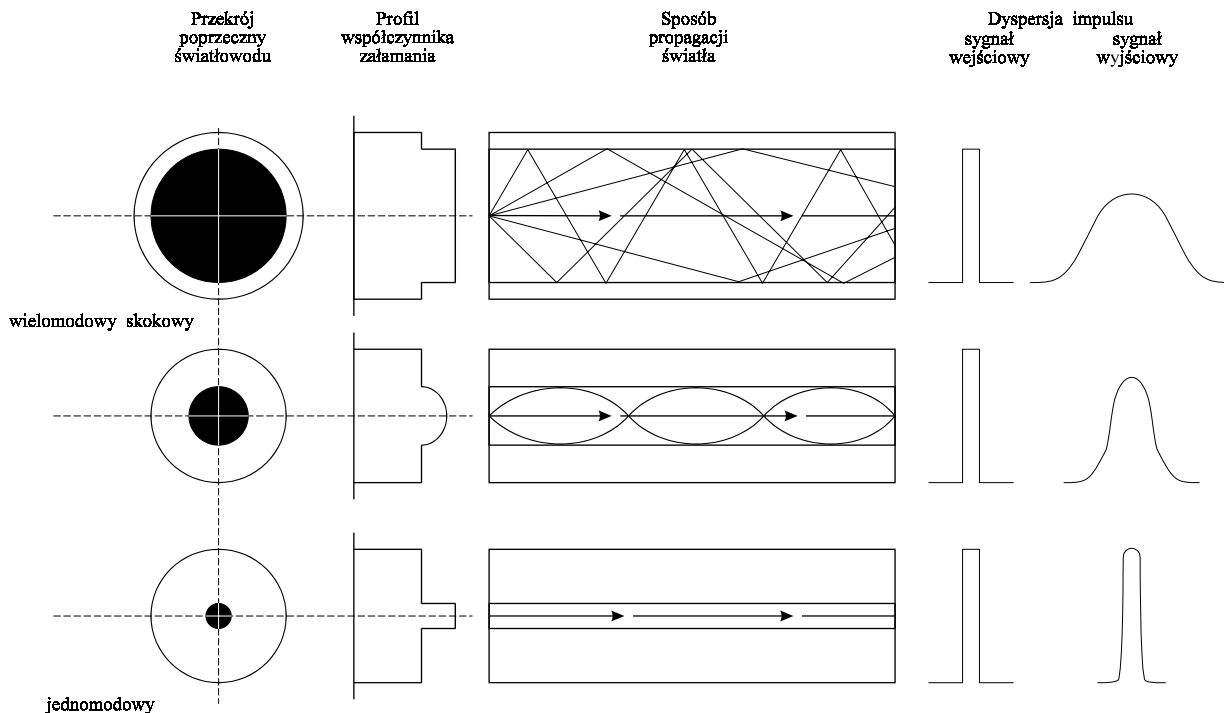 Przekrój
poprzeczny
światłowodu
Profil
współczynnika
załamania
Sposób
propagacji
światła
Dyspersja impulsu
sygnał
wejściowy
sygnał
wyjściowy
wielomodowy skokowy
jednomodowy